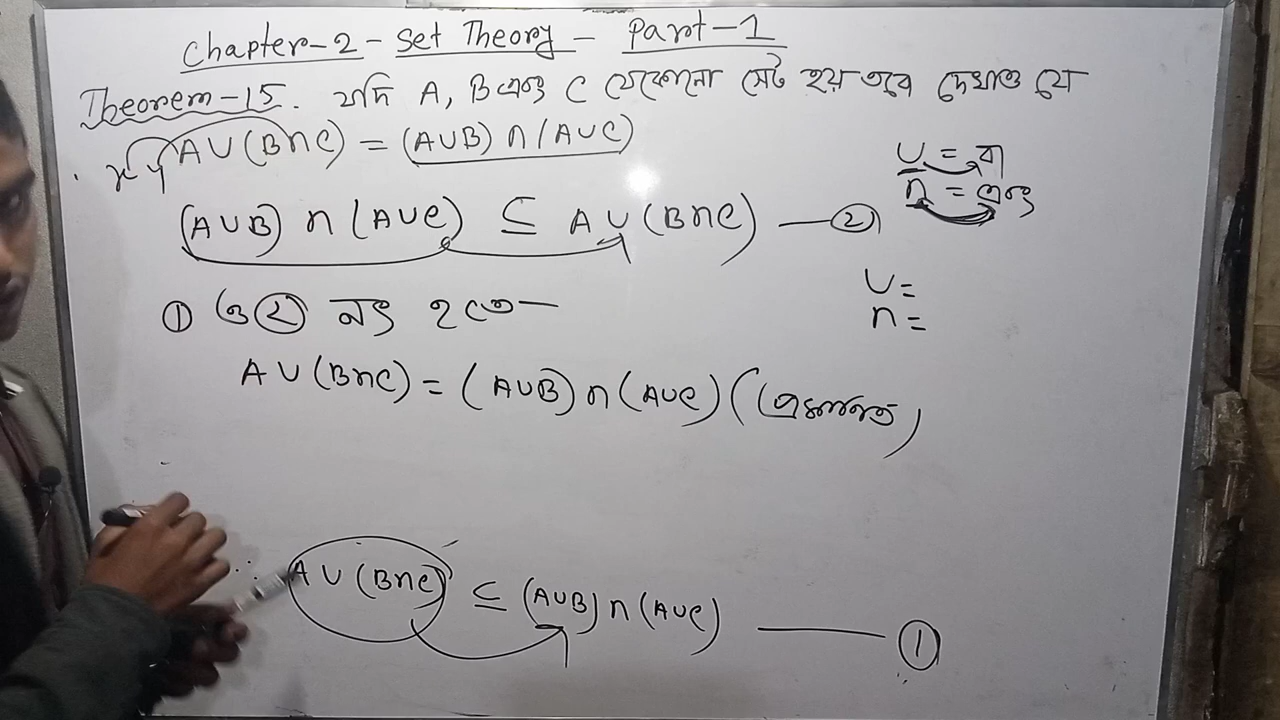 Chapter-2 - Set Theory - Part-1
Theorem-15. যদি A, B এবং C যেকোনো সেট হয় তবে দেখাও যে
A∪(B∩C) = (A∪B)∩(A∪C)
∪ = বা
∩ = এবং
(A∪B)∩(A∪C) ⊆ A∪(B∩C) — ②
∪ =
∩ =
① ও ② নং হতে—
A∪(B∩C) = (A∪B)∩(A∪C) (প্রমাণিত)
∴ A∪(B∩C) ⊆ (A∪B)∩(A∪C) — ①